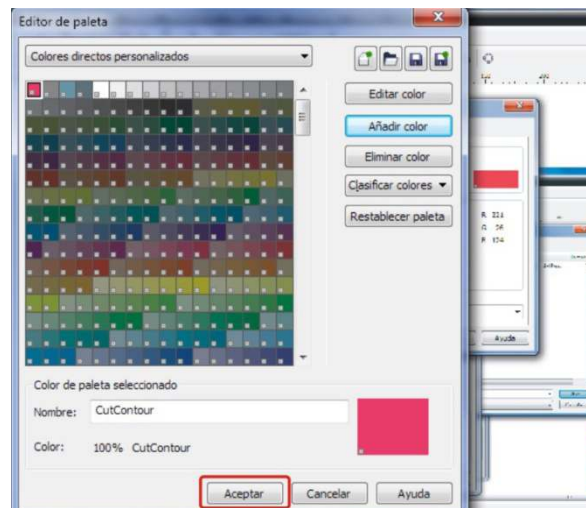 Editor de paleta
Colores directos personalizados
Editar color
Añadir color
Eliminar color
Clasificar colores
Restablecer paleta
Color de paleta seleccionado
Nombre: CutContour
Color: 100% CutContour
Aceptar
Cancelar
Ayuda
Ayuda